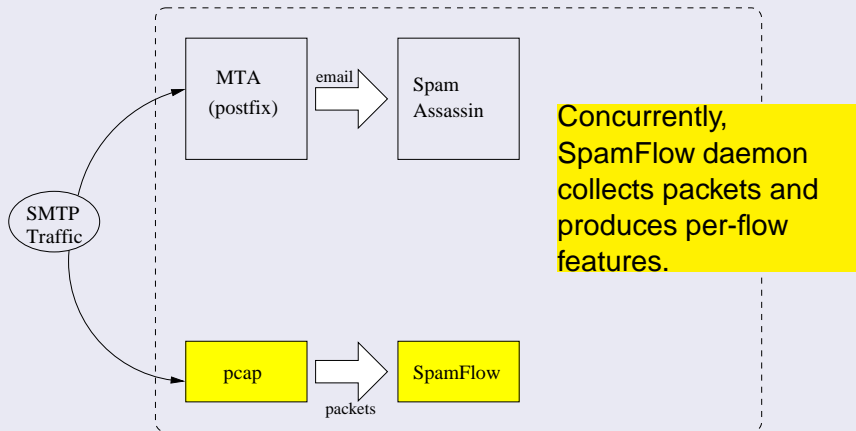 MTA
(postfix)
email
Spam
Assassin
Concurrently,
SpamFlow daemon
collects packets and
produces per-flow
features.
SMTP
Traffic
pcap
packets
SpamFlow